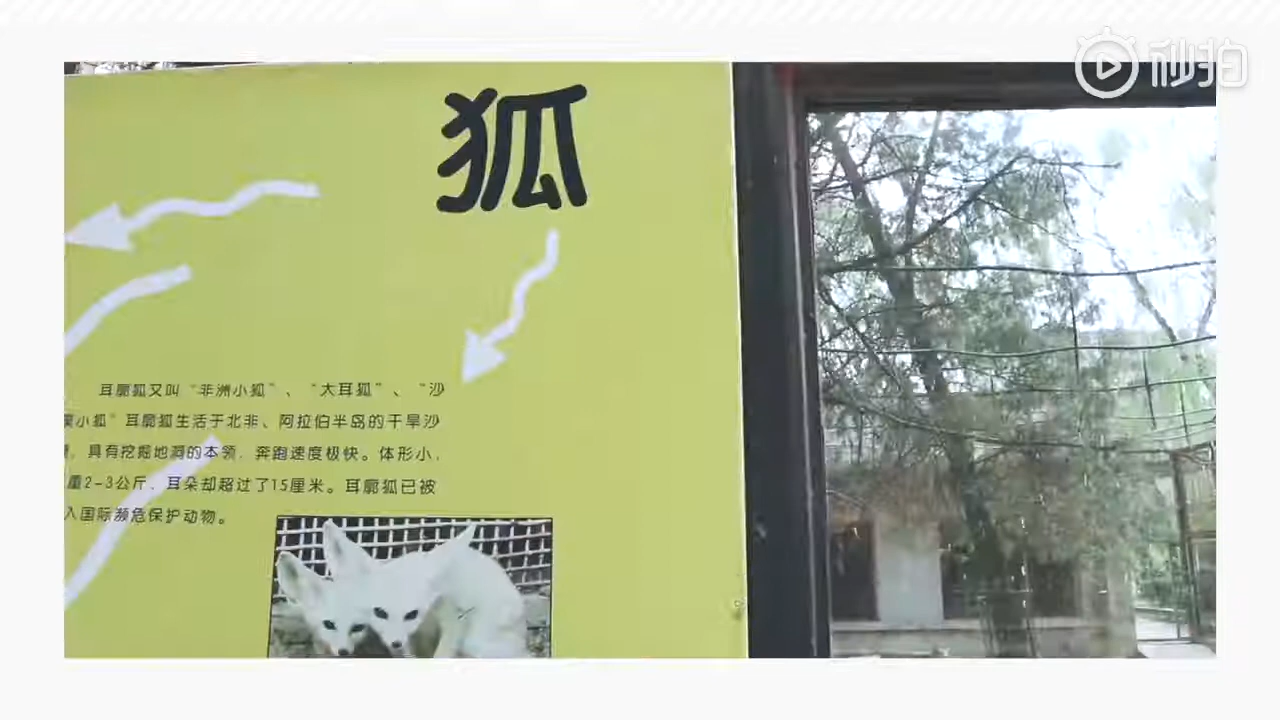 秒拍
狐
耳廓狐又叫“非洲小狐”、“大耳狐”、“沙
漠小狐”耳廓狐生活于北非、阿拉伯半岛的干旱沙
，具有挖掘地洞的本领，奔跑速度极快。体形小，
重2-3公斤，耳朵却超过了15厘米。耳廓狐已被
入国际濒危保护动物。